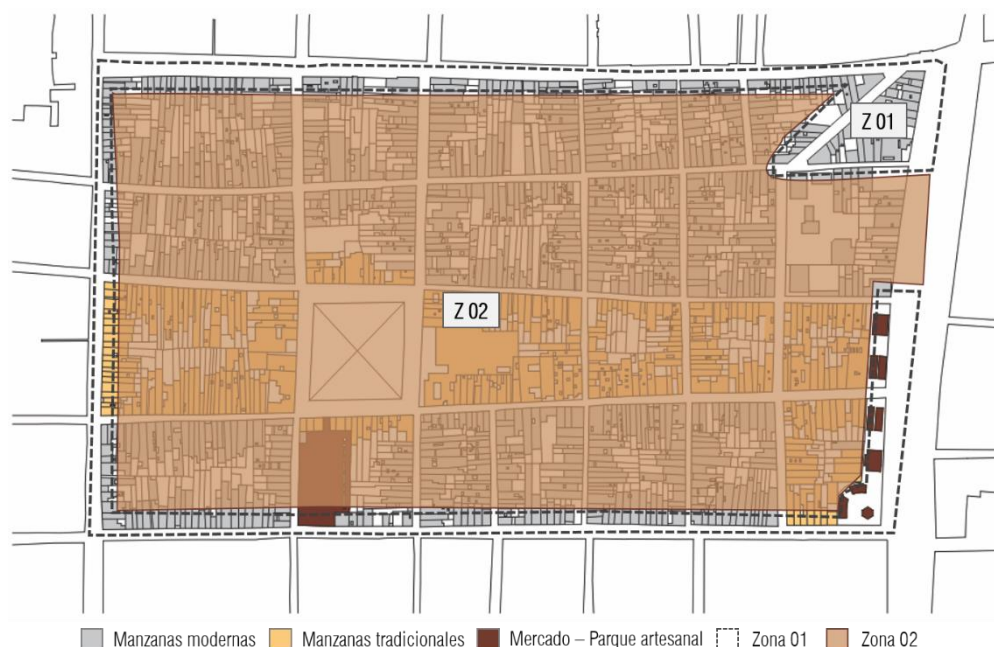 Z 01
Z 02
Manzanas modernas Manzanas tradicionales Mercado – Parque artesanal Zona 01 Zona 02